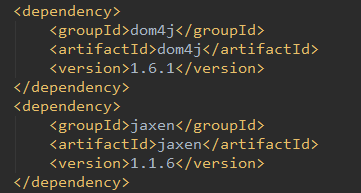 <dependency>
    <groupId>dom4j</groupId>
    <artifactId>dom4j</artifactId>
    <version>1.6.1</version>
</dependency>
<dependency>
    <groupId>jaxen</groupId>
    <artifactId>jaxen</artifactId>
    <version>1.1.6</version>
</dependency>